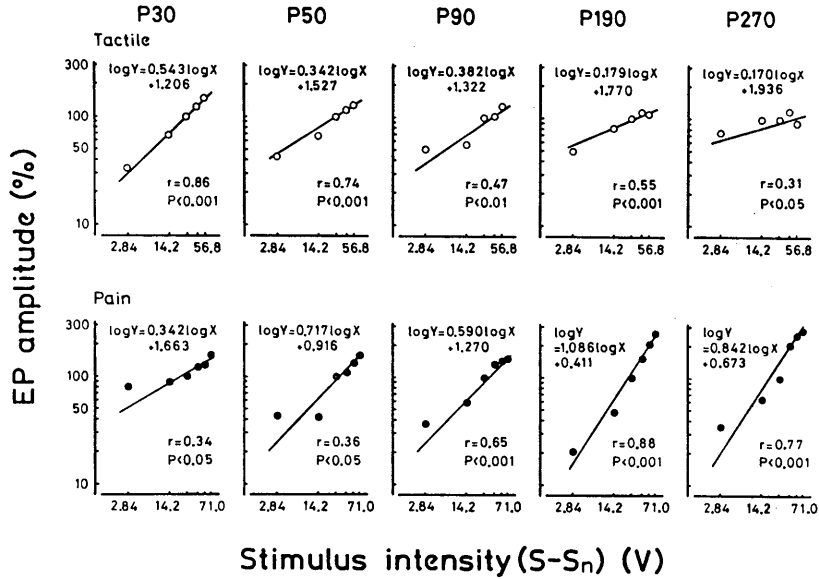 P30 P50 P90 P190 P270
Tactile
300 logY=0.543logX logY=0.342logX logY=0.382logX logY=0.179logX logY=0.170logX
+1.206 +1.527 +1.322 +1.770 +1.936
100
50
r=0.86 r=0.74 r=0.47 r=0.55 r=0.31
P<0.001 P<0.001 P<0.01 P<0.001 P<0.05
10
2.84 14.2 56.8 2.84 14.2 56.8 2.84 14.2 56.8 2.84 14.2 56.8 2.84 14.2 56.8
EP amplitude (%)
Pain
300 logY=0.342logX logY=0.717logX logY=0.590logX logY logY
+1.663 +0.916 +1.270 =1.086logX =0.842logX
+0.411 +0.673
100
50
r=0.34 r=0.36 r=0.65 r=0.88 r=0.77
P<0.05 P<0.05 P<0.001 P<0.001 P<0.001
10
2.84 14.2 71.0 2.84 14.2 71.0 2.84 14.2 71.0 2.84 14.2 71.0 2.84 14.2 71.0
Stimulus intensity (S-Sn) (V)